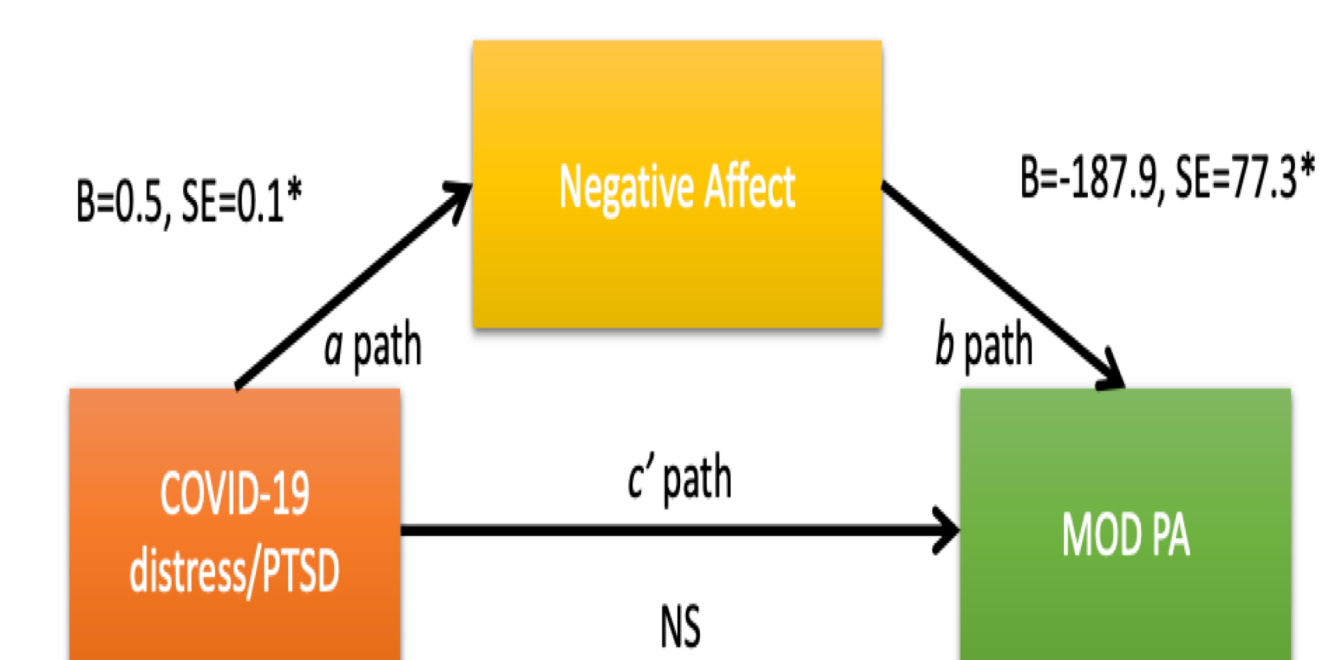 Negative Affect
B=0.5, SE=0.1*
B=-187.9, SE=77.3*
a path
b path
COVID-19
distress/PTSD
c’ path
MOD PA
NS